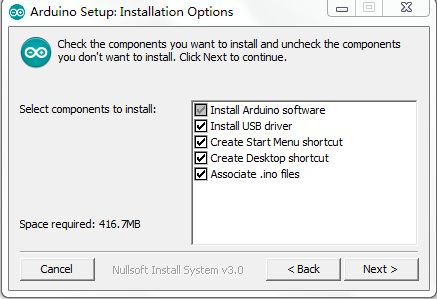 Arduino Setup: Installation Options
Check the components you want to install and uncheck the components
you don't want to install. Click Next to continue.
Select components to install:
Install Arduino software
Install USB driver
Create Start Menu shortcut
Create Desktop shortcut
Associate .ino files
Space required: 416.7MB
Cancel
Nullsoft Install System v3.0
< Back
Next >